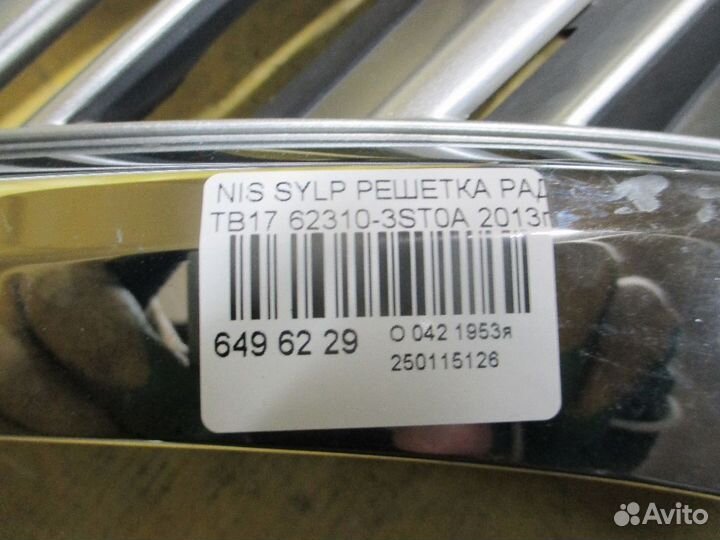 NIS SYLP РЕШЕТКА РАД
TB17 62310-3ST0A 2013г
649 62 29
О 042 1953я
250115126
Avito